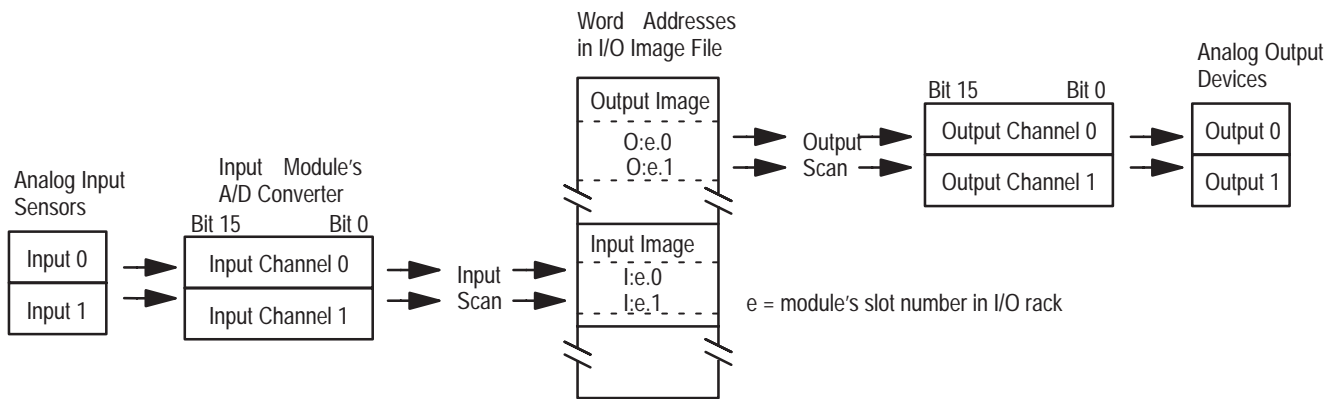 Word Addresses
in I/O Image File
Analog Output
Devices
Output Image
O:e.0
O:e.1
Output
Scan
Bit 15 Bit 0
Output Channel 0
Output Channel 1
Output 0
Output 1
Analog Input
Sensors
Input 0
Input 1
Input Module's
A/D Converter
Bit 15 Bit 0
Input Channel 0
Input Channel 1
Input
Scan
Input Image
I:e.0
I:e.1
e = module's slot number in I/O rack